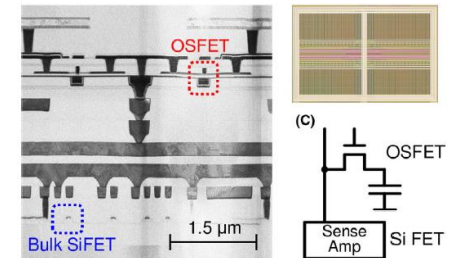 OSFET
Bulk SiFET
1.5 μm
(C)
OSFET
Sense
Amp
Si FET